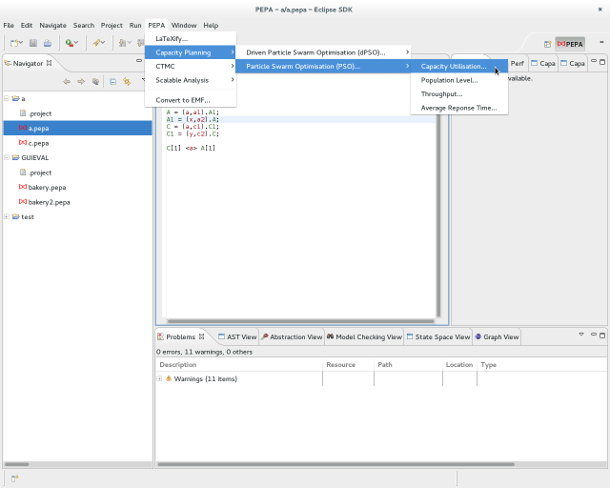 PEPA – a/a.pepa – Eclipse SDK
File Edit Navigate Search Project Run PEPA Window Help
LaTeXify...
Capacity Planning
CTMC
Scalable Analysis
Convert to EMF...
Driven Particle Swarm Optimisation (dPSO)...
Particle Swarm Optimisation (PSO)...
Capacity Utilisation...
Population Level...
Throughput...
Average Reponse Time...
PEPA
Perf Capa Capa
vailable.
Navigator
a
.project
a.pepa
c.pepa
GUIEVAL
.project
bakery.pepa
bakery2.pepa
test
A = (a,a1).A1;
A1 = (x,a2).A;
C = (a,c1).C1;
C1 = (y,c2).C;
C[1] <a> A[1]
Problems AST View Abstraction View Model Checking View State Space View Graph View
0 errors, 11 warnings, 0 others
Description Resource Path Location Type
Warnings (11 items)